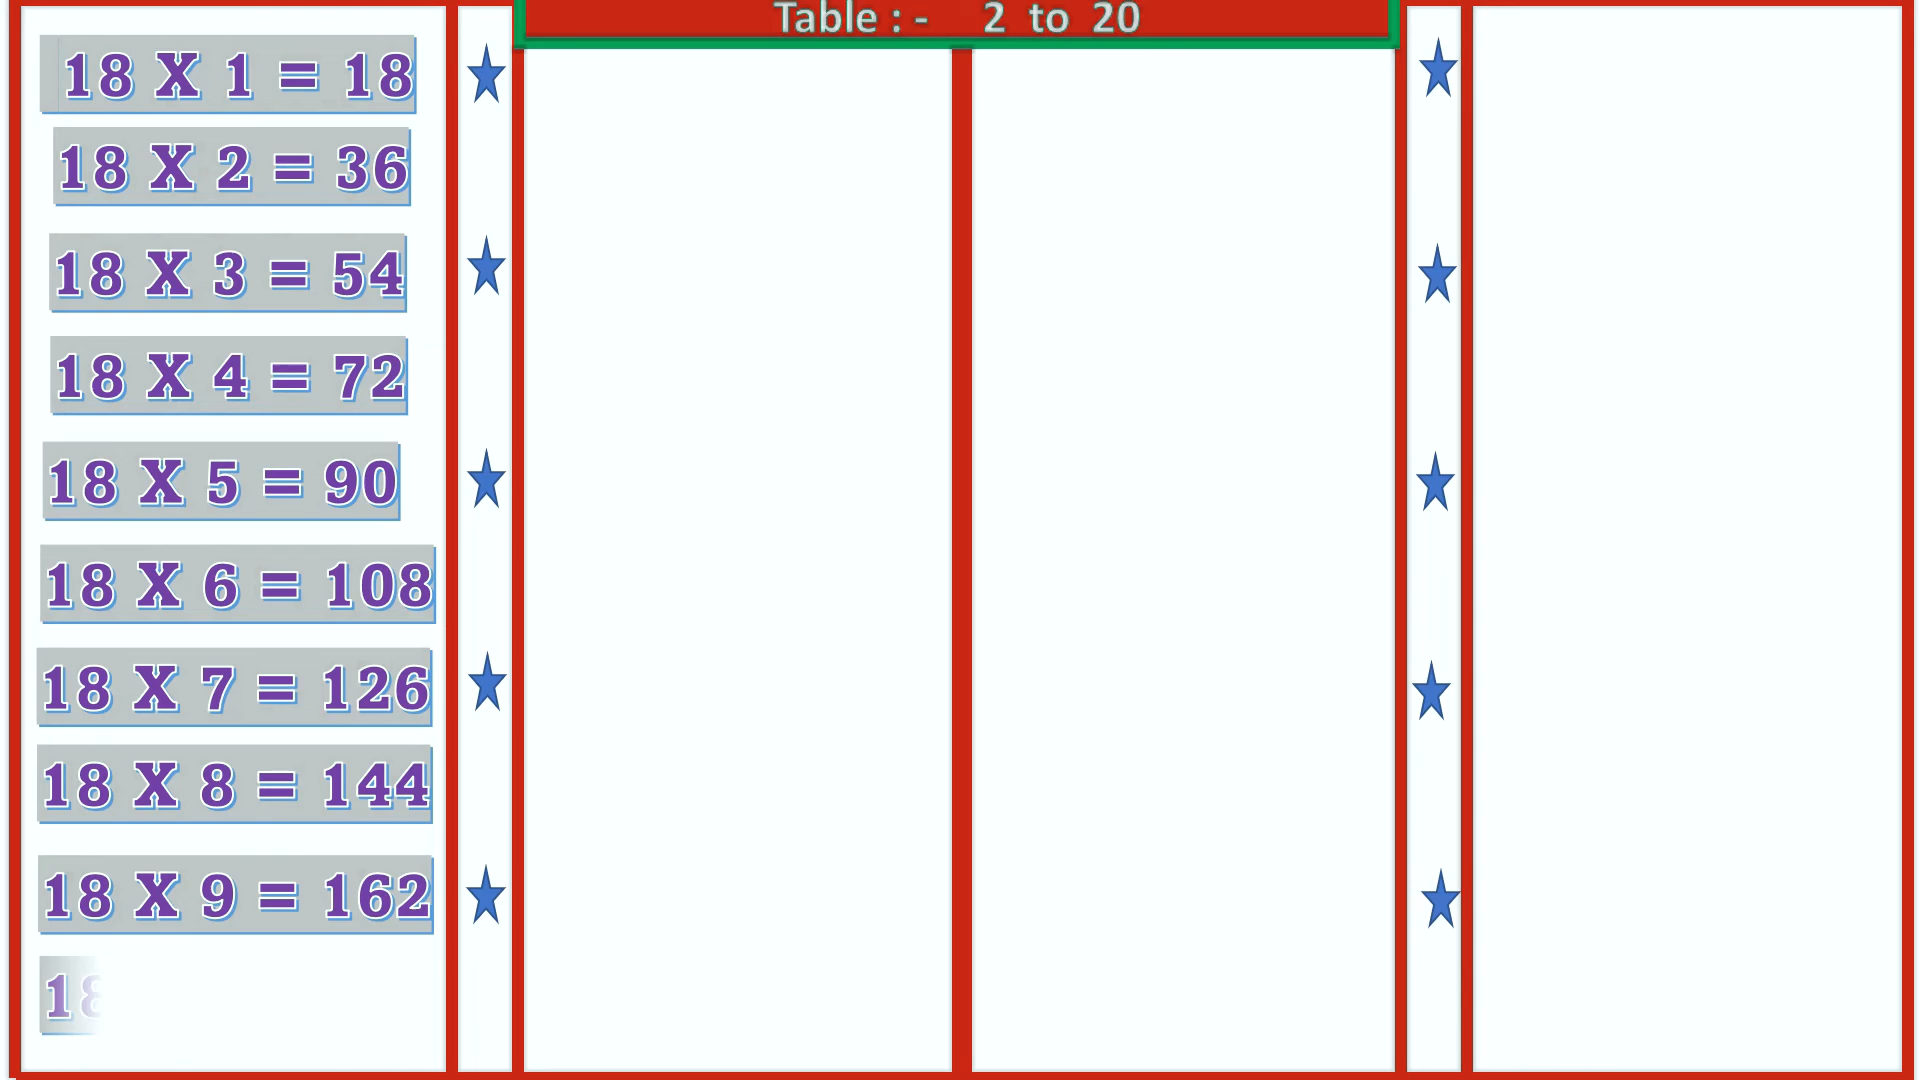 Table : - 2 to 20
18 X 1 = 18
18 X 2 = 36
18 X 3 = 54
18 X 4 = 72
18 X 5 = 90
18 X 6 = 108
18 X 7 = 126
18 X 8 = 144
18 X 9 = 162
18